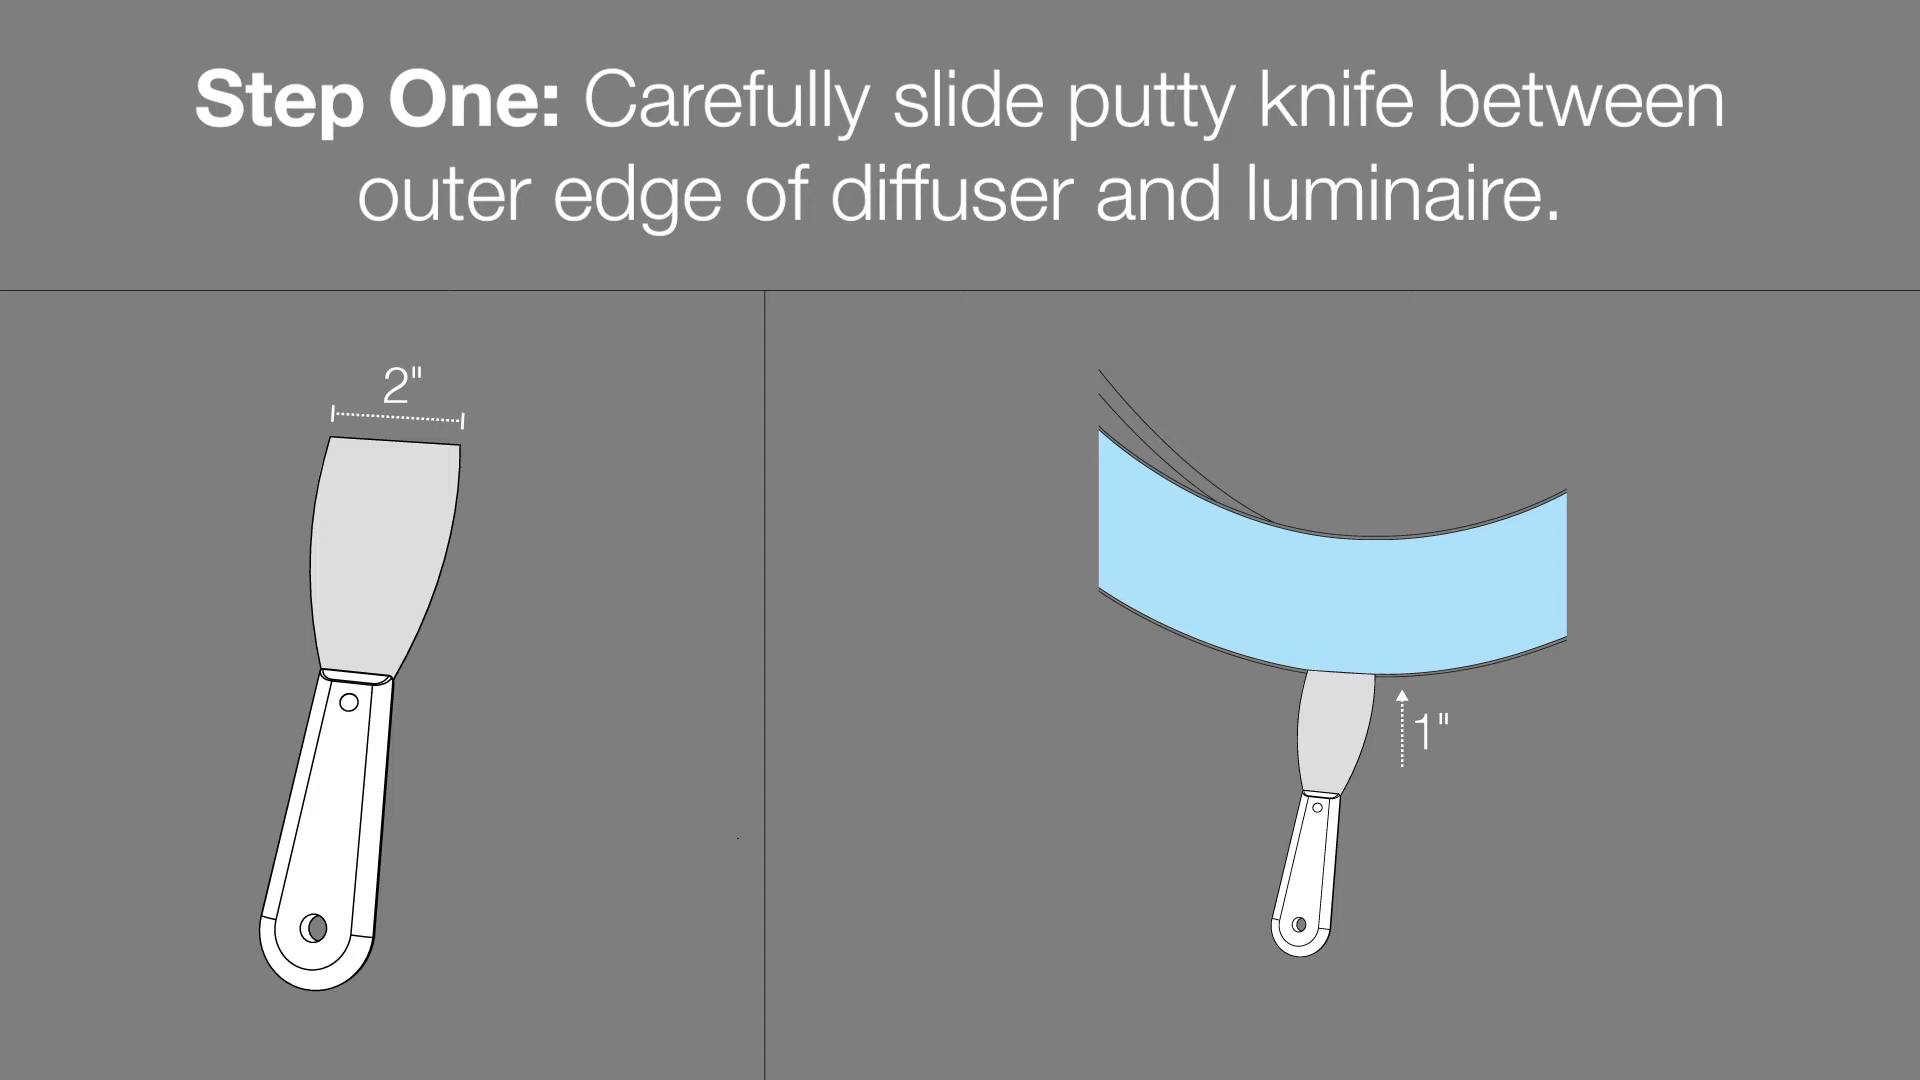 Step One: Carefully slide putty knife between
outer edge of diffuser and luminaire.
2"
1"